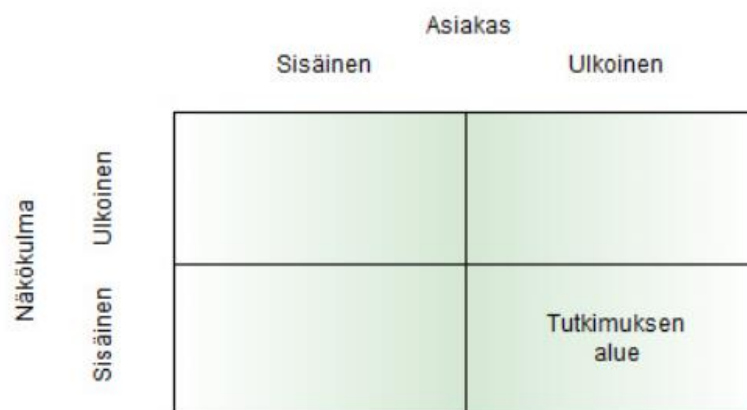 Asiakas
Sisäinen Ulkoinen
Näkökulma
Ulkoinen
Sisäinen
Tutkimuksen
alue